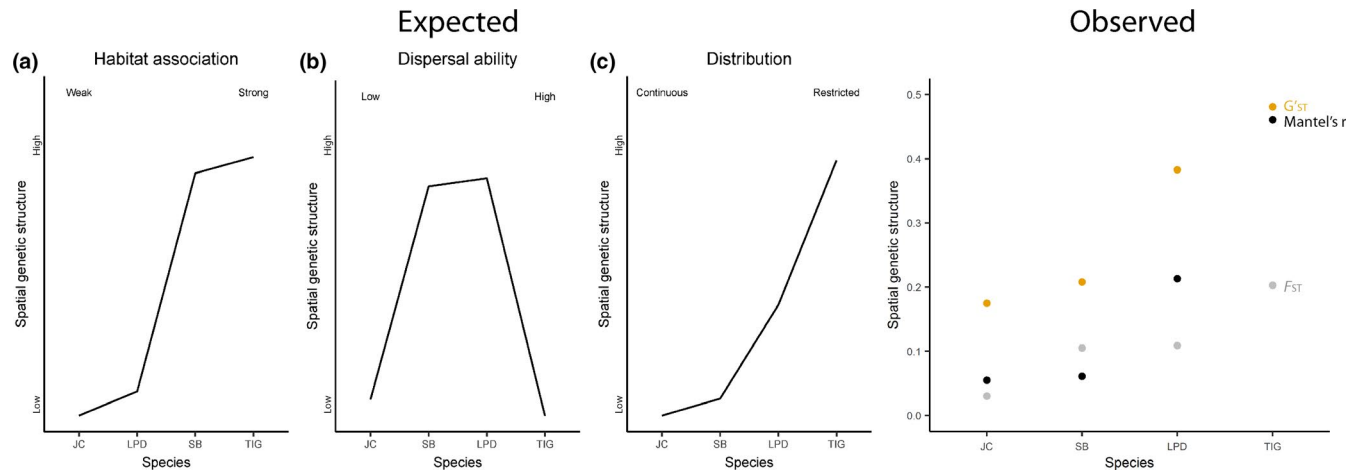 Expected
Observed
(a) Habitat association
Weak Strong
High
Low
Spatial genetic structure
JC LPD SB TIG
Species
(b) Dispersal ability
Low High
High
Low
Spatial genetic structure
JC SB LPD TIG
Species
(c) Distribution
Continuous Restricted
High
Low
Spatial genetic structure
JC SB LPD TIG
Species
0.5
0.4
0.3
0.2
0.1
0.0
Spatial genetic structure
G'ST
Mantel's r
FST
JC SB LPD TIG
Species